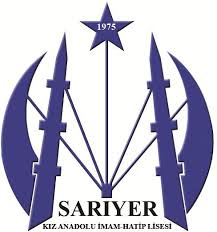 1975
SARIYER
KIZ ANADOLU İMAM-HATİP LİSESİ